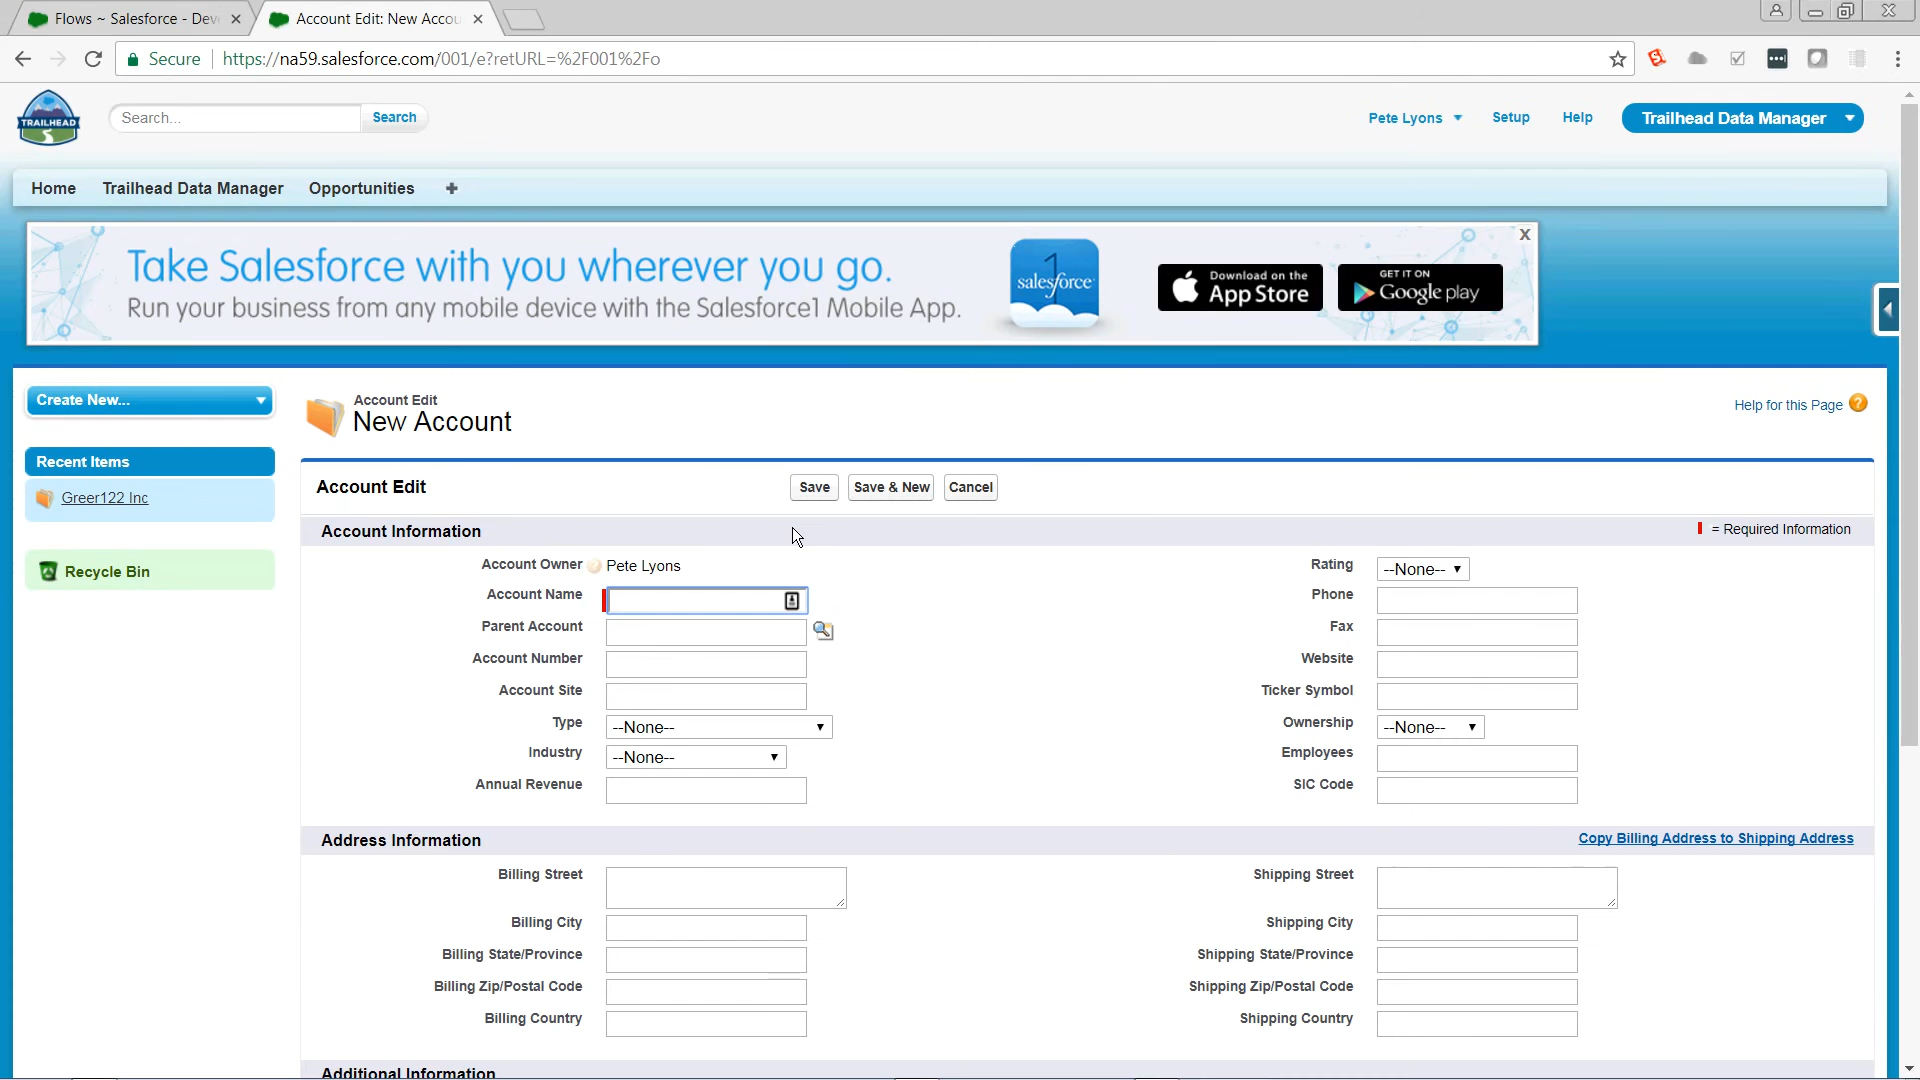 Flows ~ Salesforce - Dev
Account Edit: New Accou
Secure
https://na59.salesforce.com/001/e?retURL=%2F001%2Fo
TRAILHEAD
Search...
Search
Pete Lyons
Setup
Help
Trailhead Data Manager
Home
Trailhead Data Manager
Opportunities
+
Take Salesforce with you wherever you go.
Run your business from any mobile device with the Salesforce1 Mobile App.
1
salesforce
Download on the
App Store
GET IT ON
Google play
X
Create New...
Account Edit
New Account
Help for this Page ?
Recent Items
Greer122 Inc
Recycle Bin
Account Edit
Save
Save & New
Cancel
Account Information
= Required Information
Account Owner
Pete Lyons
Rating
--None--
Account Name
Phone
Parent Account
Fax
Account Number
Website
Account Site
Ticker Symbol
Type
--None--
Ownership
--None--
Industry
--None--
Employees
Annual Revenue
SIC Code
Address Information
Copy Billing Address to Shipping Address
Billing Street
Shipping Street
Billing City
Shipping City
Billing State/Province
Shipping State/Province
Billing Zip/Postal Code
Shipping Zip/Postal Code
Billing Country
Shipping Country
Additional Information